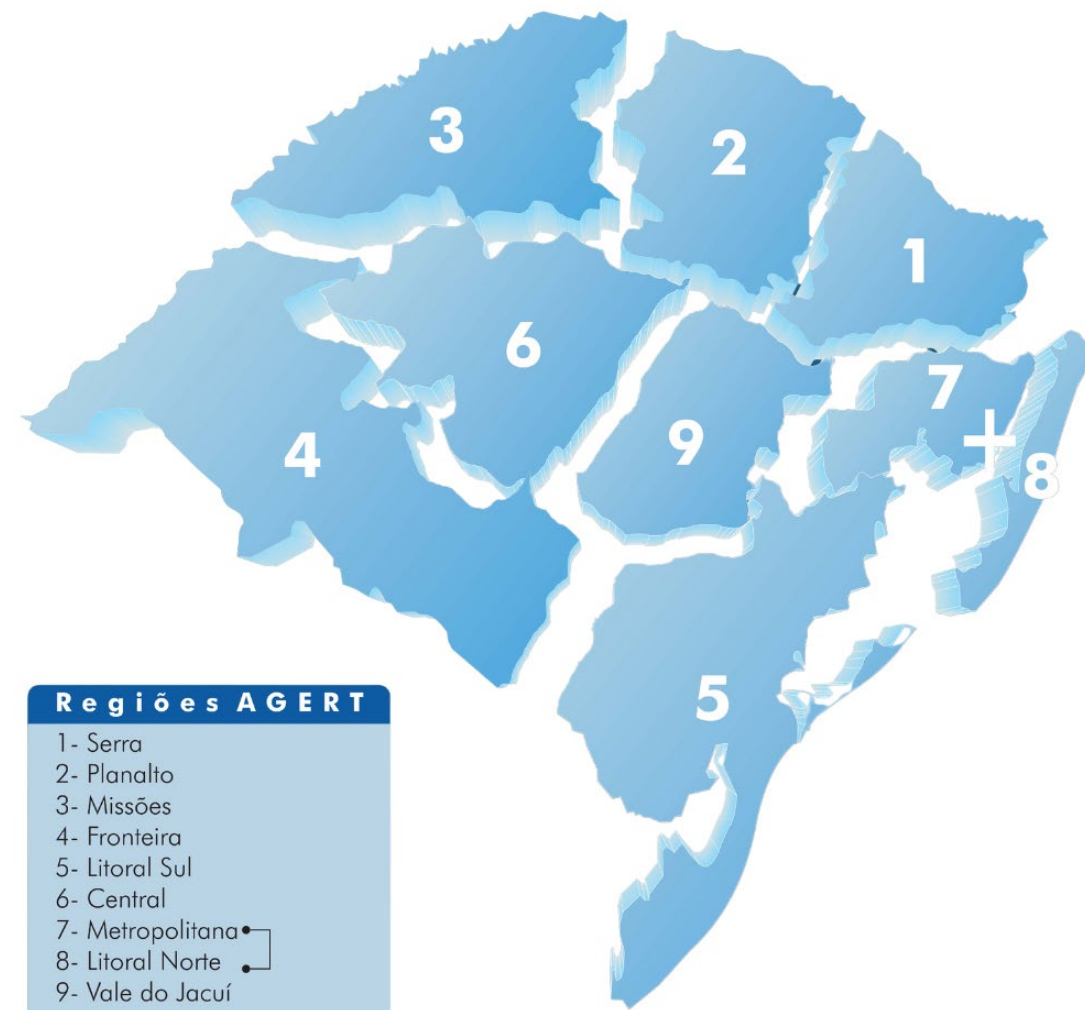 3
2
1
6
7
+
4
9
8
5
Regiões AGERT
1- Serra
2- Planalto
3- Missões
4- Fronteira
5- Litoral Sul
6- Central
7- Metropolitana
8- Litoral Norte
9- Vale do Jacuí